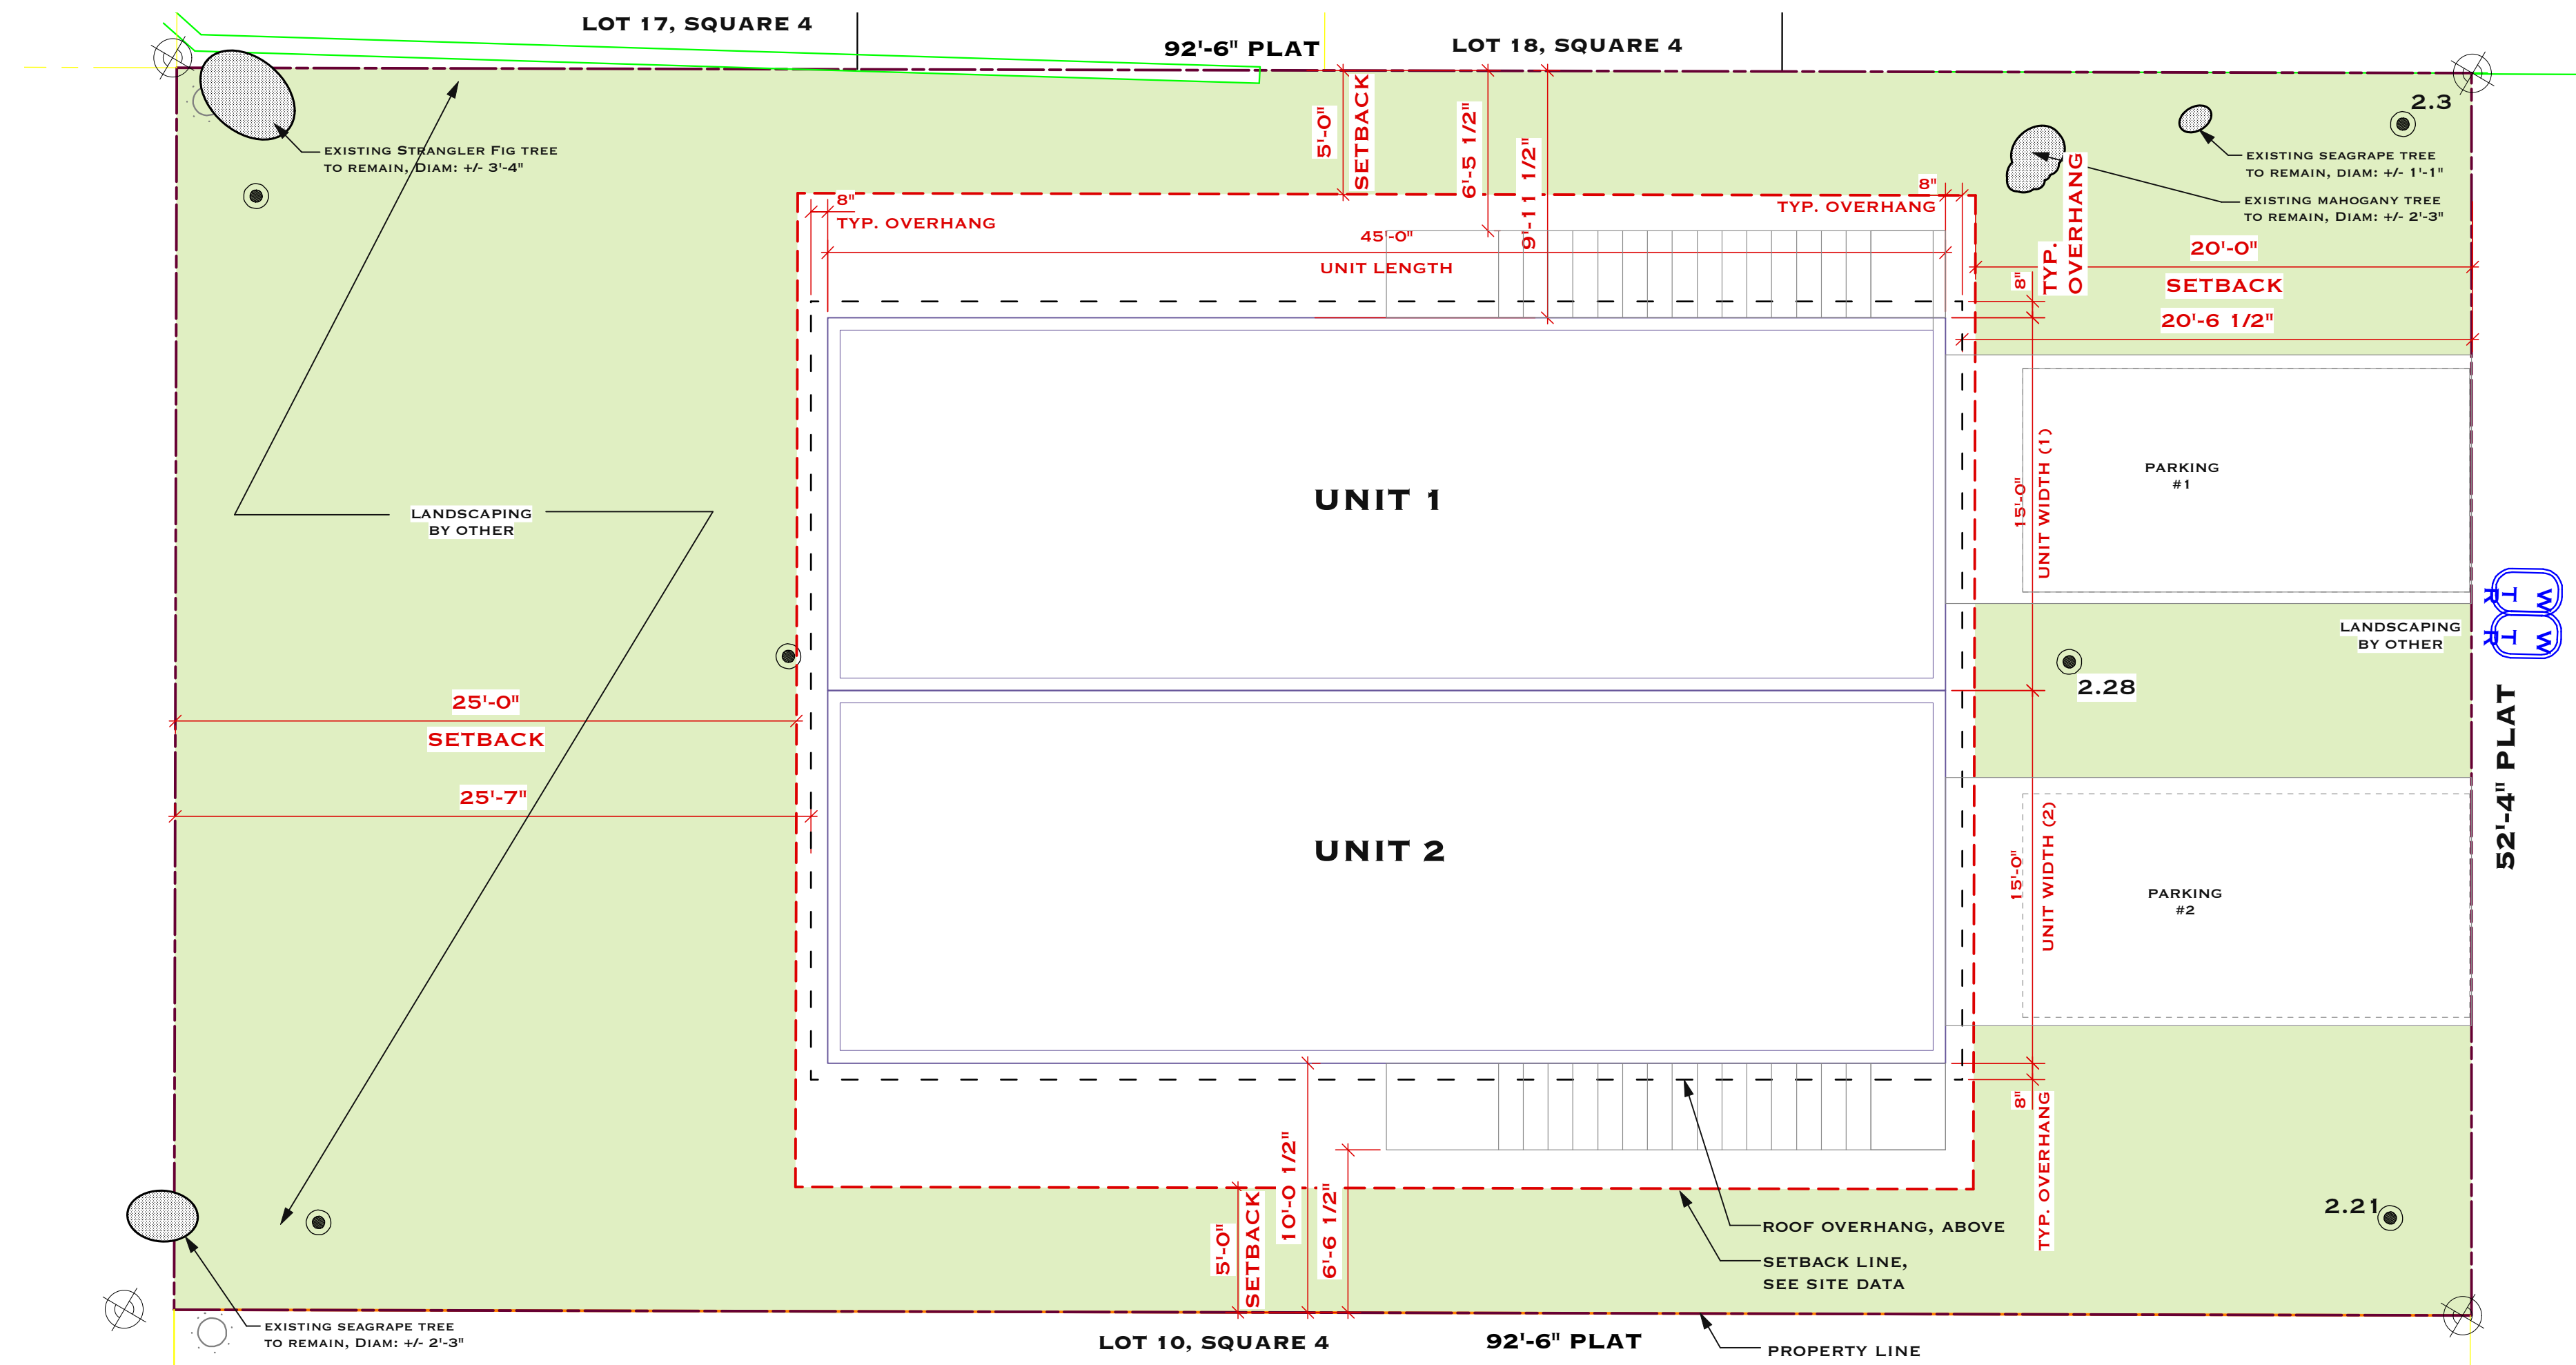 LOT 17, SQUARE 4
92'-6" PLAT
LOT 18, SQUARE 4
2.3
EXISTING STRANGLER FIG TREE
TO REMAIN, DIAM: +/- 3'-4"
5'-0"
SETBACK
6'-5 1/2"
9'-11 1/2"
EXISTING SEAGRAPE TREE
TO REMAIN, DIAM: +/- 1'-1"
EXISTING MAHOGANY TREE
TO REMAIN, DIAM: +/- 2'-3"
8"
TYP. OVERHANG
8"
TYP. OVERHANG
45'-0"
UNIT LENGTH
8"
TYP.
OVERHANG
20'-0"
SETBACK
20'-6 1/2"
UNIT 1
15'-0"
UNIT WIDTH (1)
PARKING
#1
LANDSCAPING
BY OTHER
LANDSCAPING
BY OTHER
WTR
WTR
2.28
25'-0"
SETBACK
25'-7"
52'-4" PLAT
UNIT 2
15'-0"
UNIT WIDTH (2)
PARKING
#2
8"
TYP. OVERHANG
5'-0"
SETBACK
10'-0 1/2"
6'-6 1/2"
2.21
ROOF OVERHANG, ABOVE
SETBACK LINE,
SEE SITE DATA
EXISTING SEAGRAPE TREE
TO REMAIN, DIAM: +/- 2'-3"
LOT 10, SQUARE 4
92'-6" PLAT
PROPERTY LINE